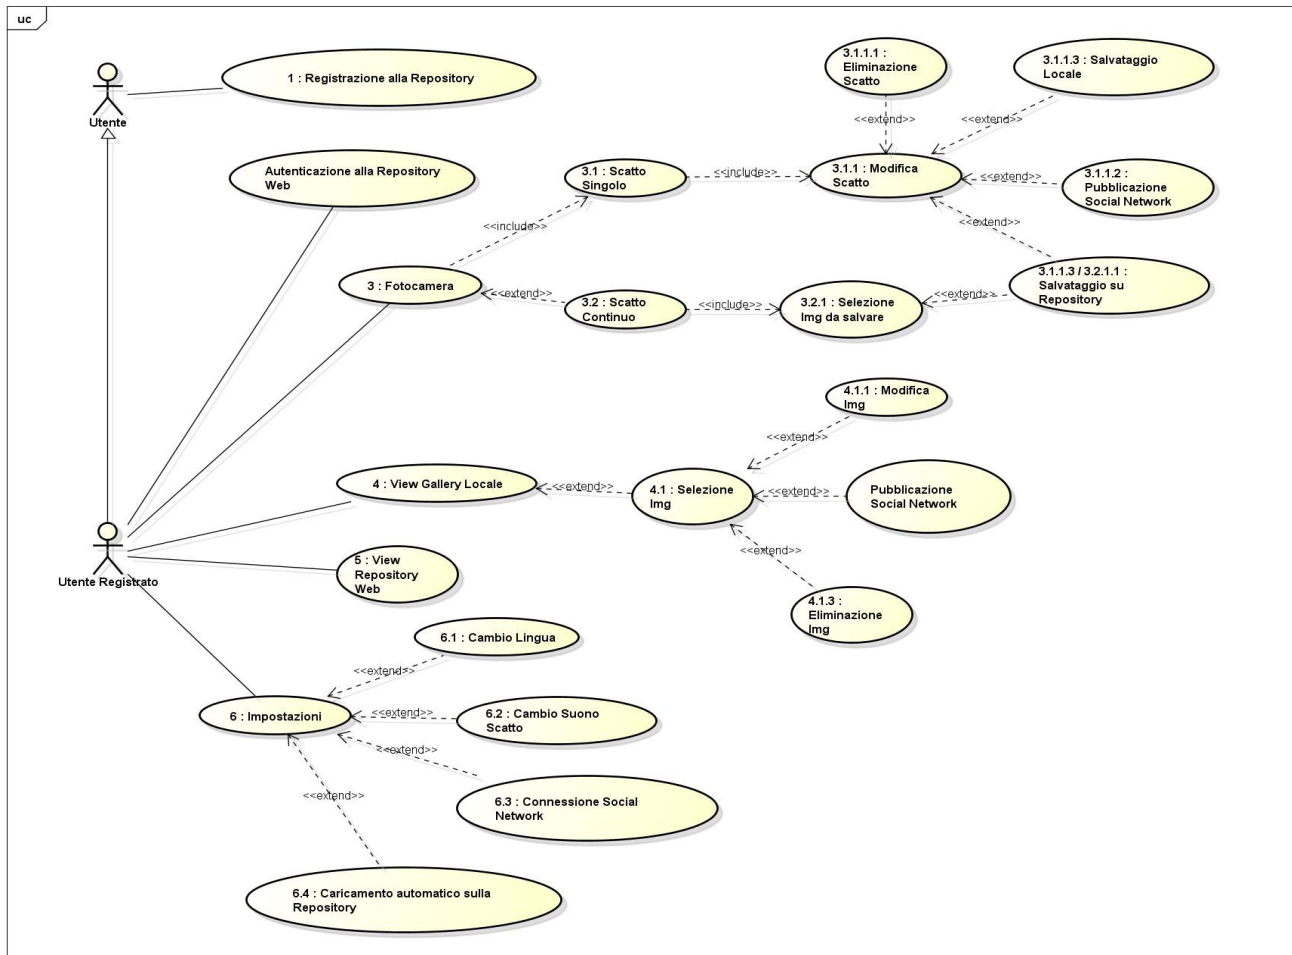 uc
1 : Registrazione alla Repository
Utente
Autenticazione alla Repository
Web
3.1.1.1 :
Eliminazione
Scatto
3.1.1.3 : Salvataggio
Locale
<<extend>>
<<extend>>
3.1 : Scatto
Singolo
<<include>>
3.1.1 : Modifica
Scatto
<<extend>>
3.1.1.2 :
Pubblicazione
Social Network
<<include>>
<<extend>>
3 : Fotocamera
<<extend>>
3.2 : Scatto
Continuo
<<include>>
3.2.1 : Selezione
Img da salvare
<<extend>>
3.1.1.3 / 3.2.1.1 :
Salvataggio su
Repository
4.1.1 : Modifica
Img
<<extend>>
4 : View Gallery Locale
<<extend>>
4.1 : Selezione
Img
<<extend>>
Pubblicazione
Social Network
<<extend>>
4.1.3 :
Eliminazione
Img
Utente Registrato
5 : View
Repository
Web
6.1 : Cambio Lingua
<<extend>>
6 : Impostazioni
<<extend>>
6.2 : Cambio Suono
Scatto
<<extend>>
6.3 : Connessione Social
Network
<<extend>>
6.4 : Caricamento automatico sulla
Repository